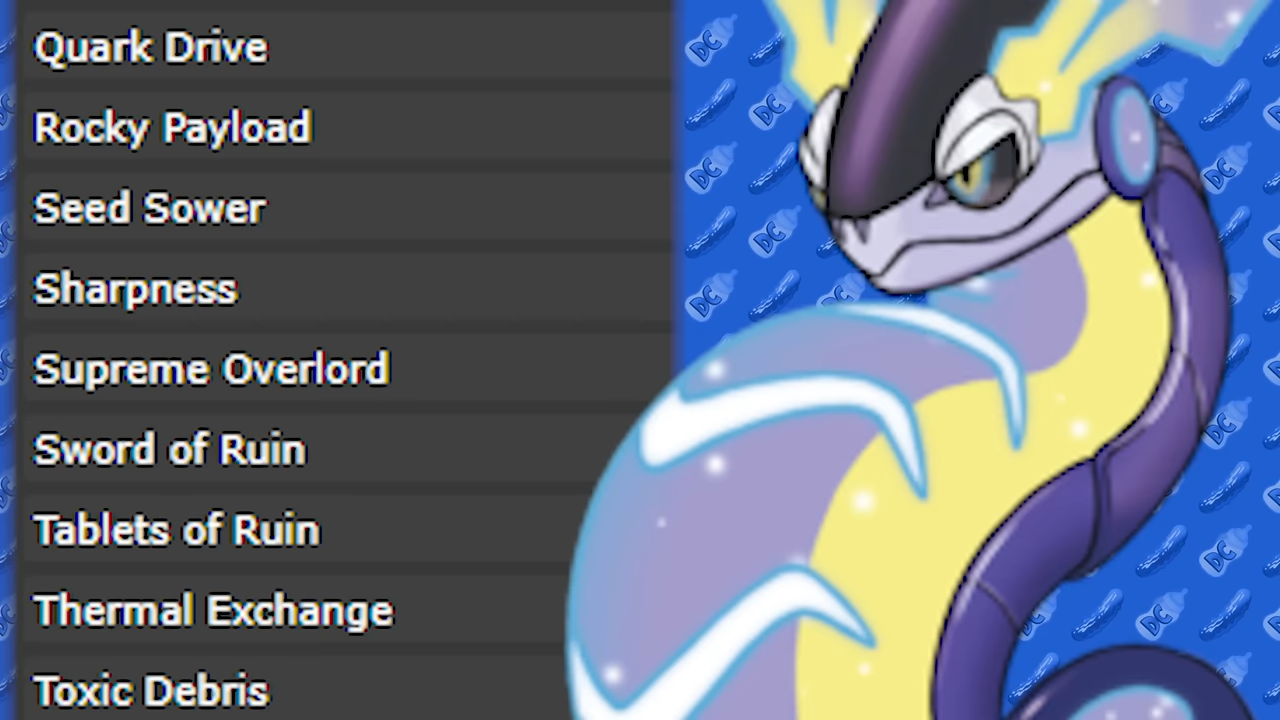 Quark Drive
Rocky Payload
Seed Sower
Sharpness
Supreme Overlord
Sword of Ruin
Tablets of Ruin
Thermal Exchange
Toxic Debris
DC